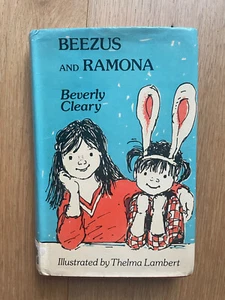 BEEZUS
AND RAMONA
Beverly
Cleary
Illustrated by Thelma Lambert